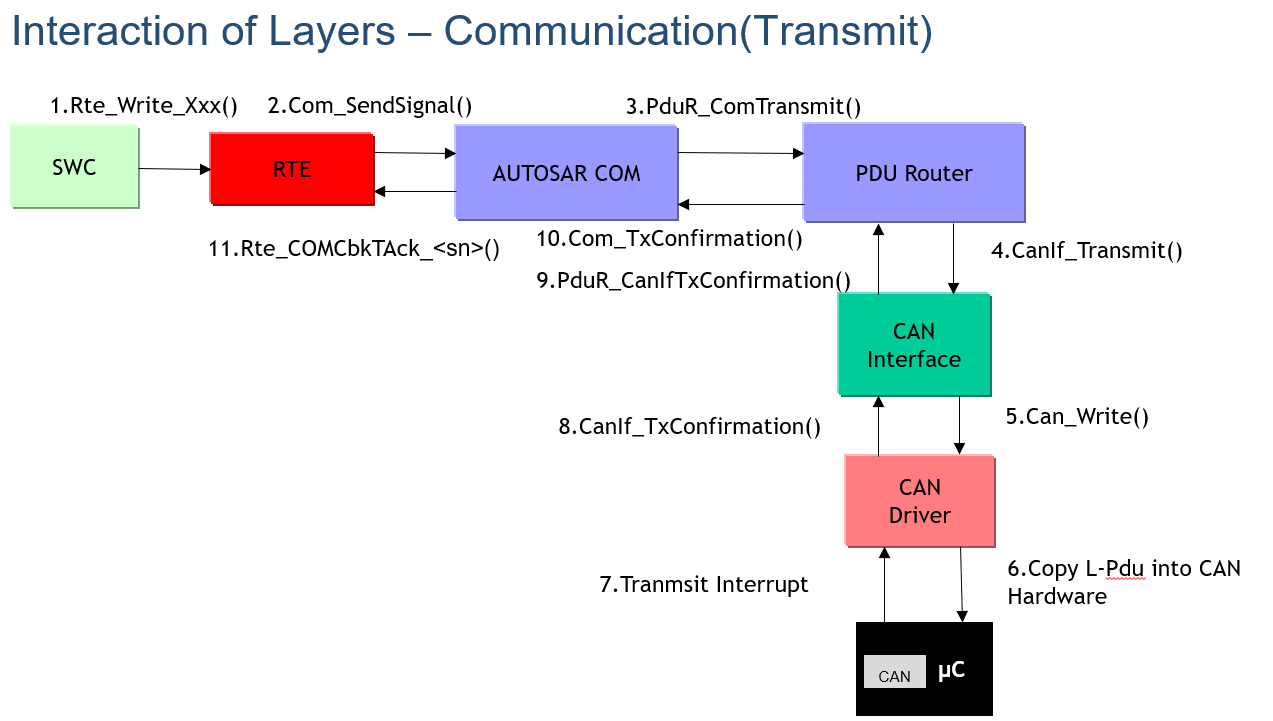 Interaction of Layers – Communication(Transmit)
1.Rte_Write_Xxx()
2.Com_SendSignal()
3.PduR_ComTransmit()
SWC
RTE
AUTOSAR COM
PDU Router
11.Rte_COMCbkTAck_<sn>()
10.Com_TxConfirmation()
4.CanIf_Transmit()
9.PduR_CanIfTxConfirmation()
CAN
Interface
8.CanIf_TxConfirmation()
5.Can_Write()
CAN
Driver
7.Tranmsit Interrupt
6.Copy L-Pdu into CAN
Hardware
CAN
µC